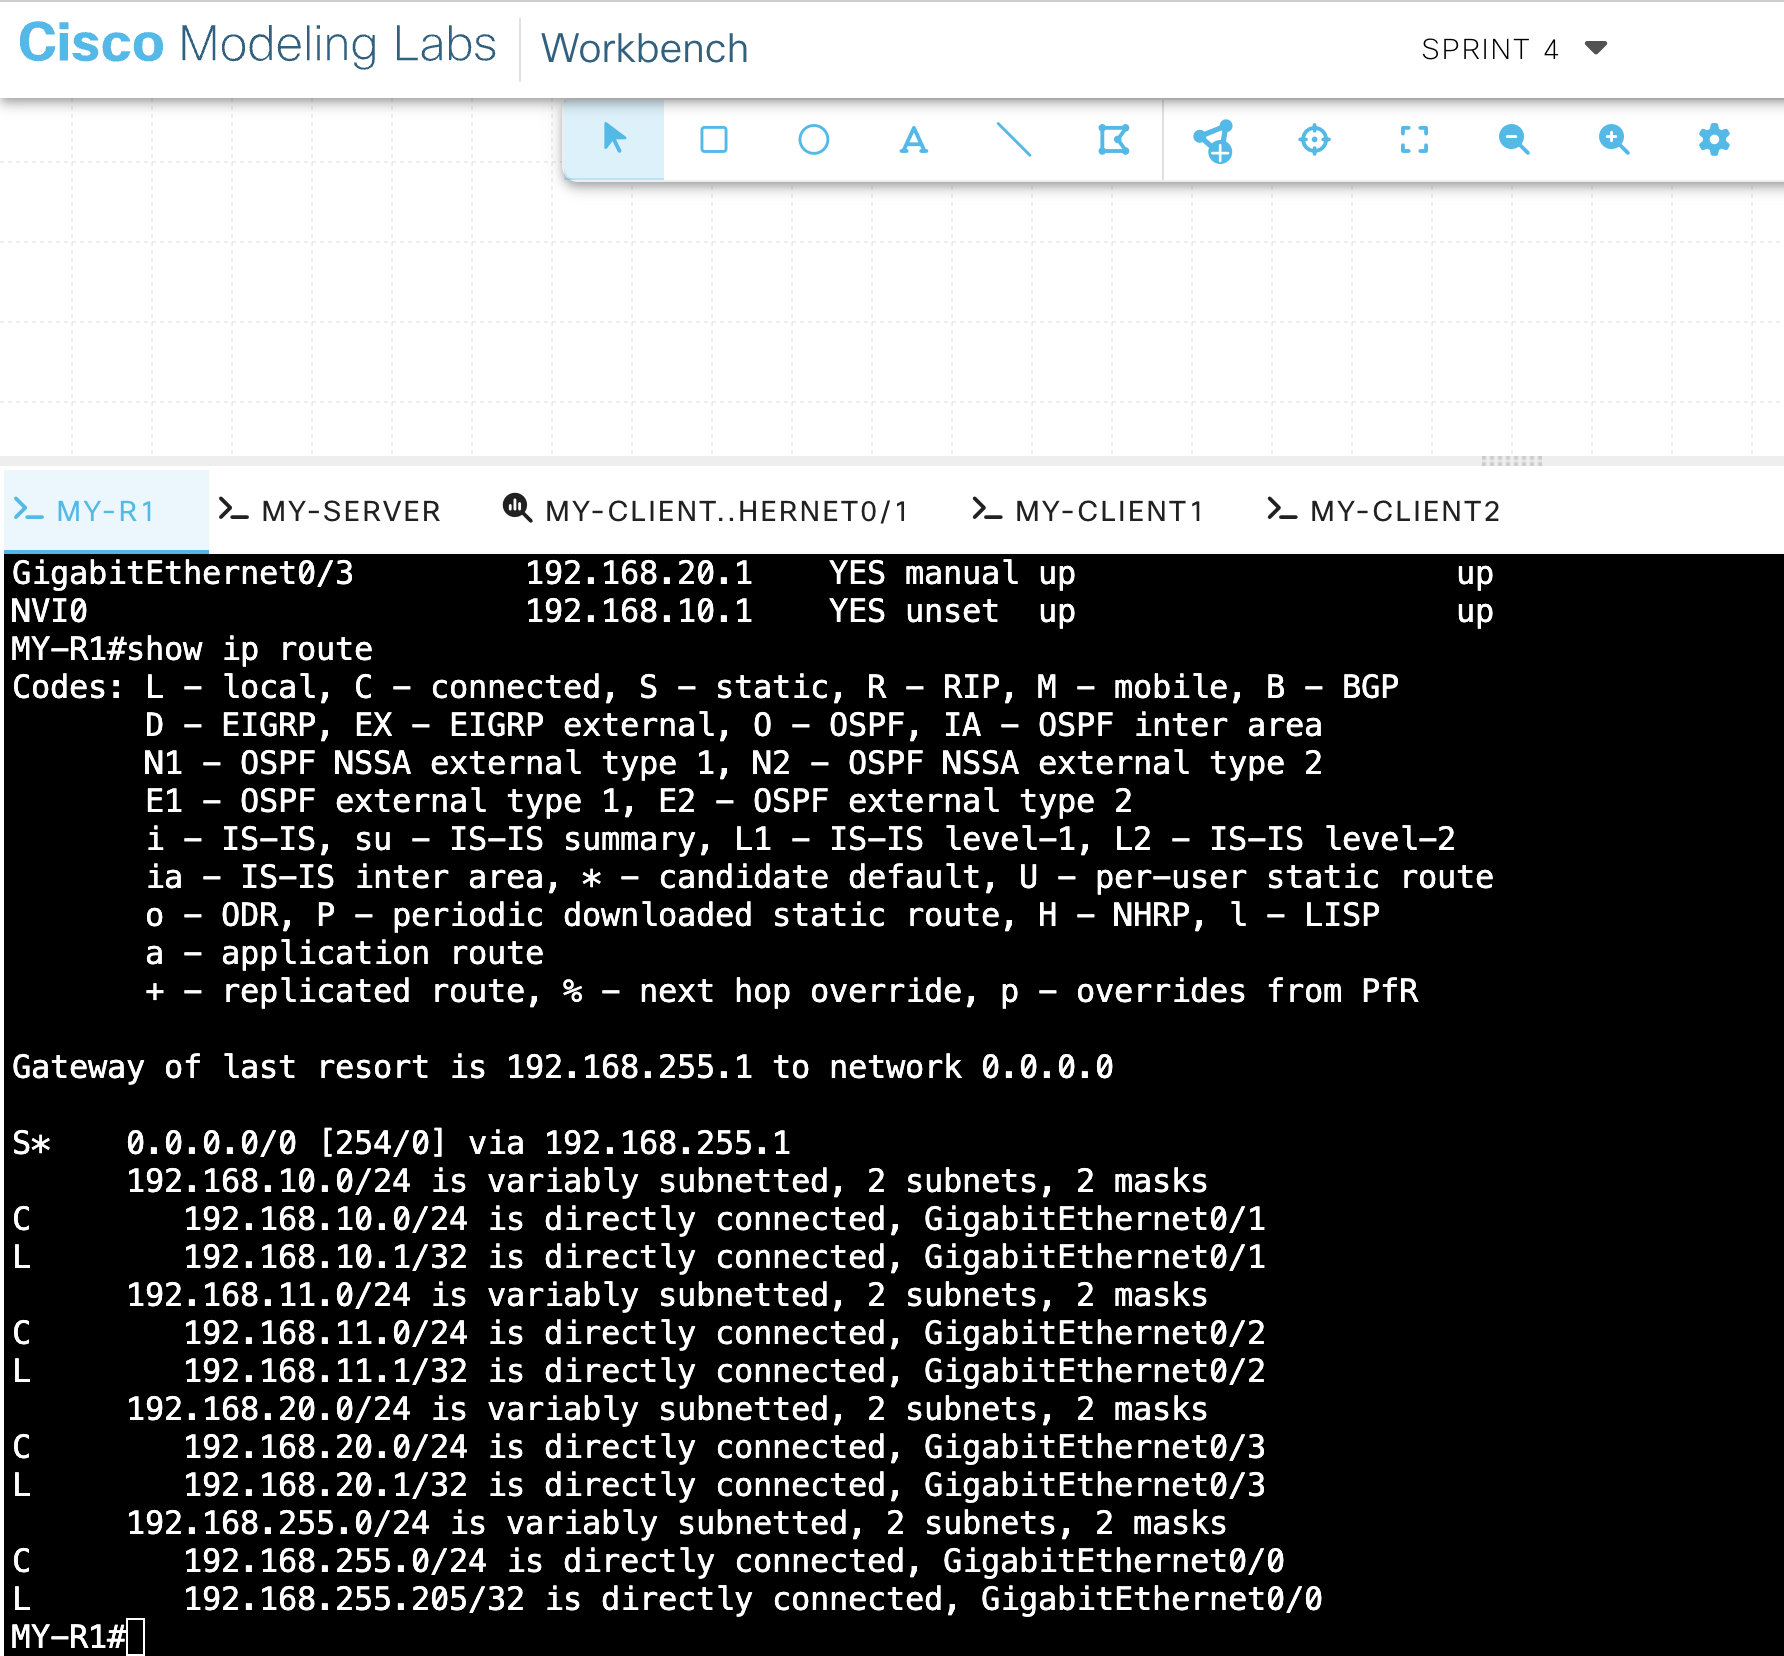 Cisco Modeling Labs Workbench SPRINT 4
MY-R1 MY-SERVER MY-CLIENT..HERNET0/1 MY-CLIENT1 MY-CLIENT2
GigabitEthernet0/3         192.168.20.1    YES manual up                    up
NVI0                       192.168.10.1    YES unset  up                    up
MY-R1#show ip route
Codes: L - local, C - connected, S - static, R - RIP, M - mobile, B - BGP
       D - EIGRP, EX - EIGRP external, O - OSPF, IA - OSPF inter area
       N1 - OSPF NSSA external type 1, N2 - OSPF NSSA external type 2
       E1 - OSPF external type 1, E2 - OSPF external type 2
       i - IS-IS, su - IS-IS summary, L1 - IS-IS level-1, L2 - IS-IS level-2
       ia - IS-IS inter area, * - candidate default, U - per-user static route
       o - ODR, P - periodic downloaded static route, H - NHRP, l - LISP
       a - application route
       + - replicated route, % - next hop override, p - overrides from PfR
Gateway of last resort is 192.168.255.1 to network 0.0.0.0
S*    0.0.0.0/0 [254/0] via 192.168.255.1
      192.168.10.0/24 is variably subnetted, 2 subnets, 2 masks
C        192.168.10.0/24 is directly connected, GigabitEthernet0/1
L        192.168.10.1/32 is directly connected, GigabitEthernet0/1
      192.168.11.0/24 is variably subnetted, 2 subnets, 2 masks
C        192.168.11.0/24 is directly connected, GigabitEthernet0/2
L        192.168.11.1/32 is directly connected, GigabitEthernet0/2
      192.168.20.0/24 is variably subnetted, 2 subnets, 2 masks
C        192.168.20.0/24 is directly connected, GigabitEthernet0/3
L        192.168.20.1/32 is directly connected, GigabitEthernet0/3
      192.168.255.0/24 is variably subnetted, 2 subnets, 2 masks
C        192.168.255.0/24 is directly connected, GigabitEthernet0/0
L        192.168.255.205/32 is directly connected, GigabitEthernet0/0
MY-R1#